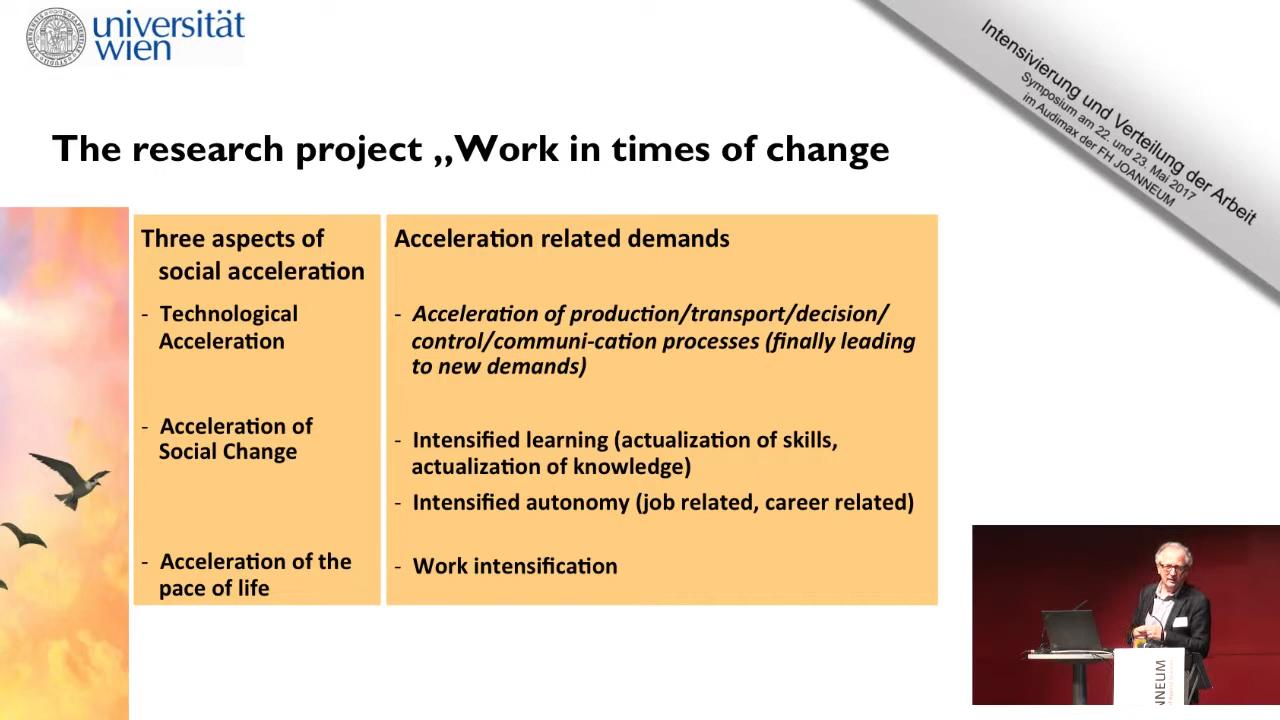 universität
wien
Intensivierung und Verteilung der Arbeit
Symposium am 22. und 23. Mai 2017
im Audimax der FH JOANNEUM
The research project „Work in times of change
Three aspects of
social acceleration
- Technological
Acceleration
- Acceleration of
Social Change
- Acceleration of the
pace of life
Acceleration related demands
- Acceleration of production/transport/decision/
control/communi-cation processes (finally leading
to new demands)
- Intensified learning (actualization of skills,
actualization of knowledge)
- Intensified autonomy (job related, career related)
- Work intensification
NNEUM